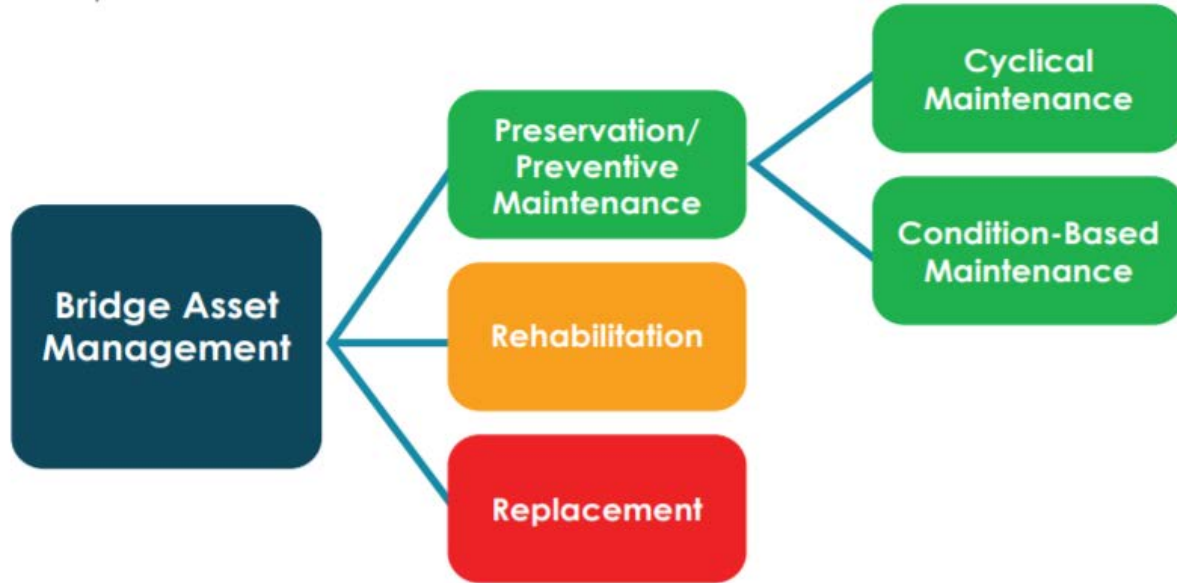 Bridge Asset
Management
Preservation/
Preventive
Maintenance
Rehabilitation
Replacement
Cyclical
Maintenance
Condition-Based
Maintenance